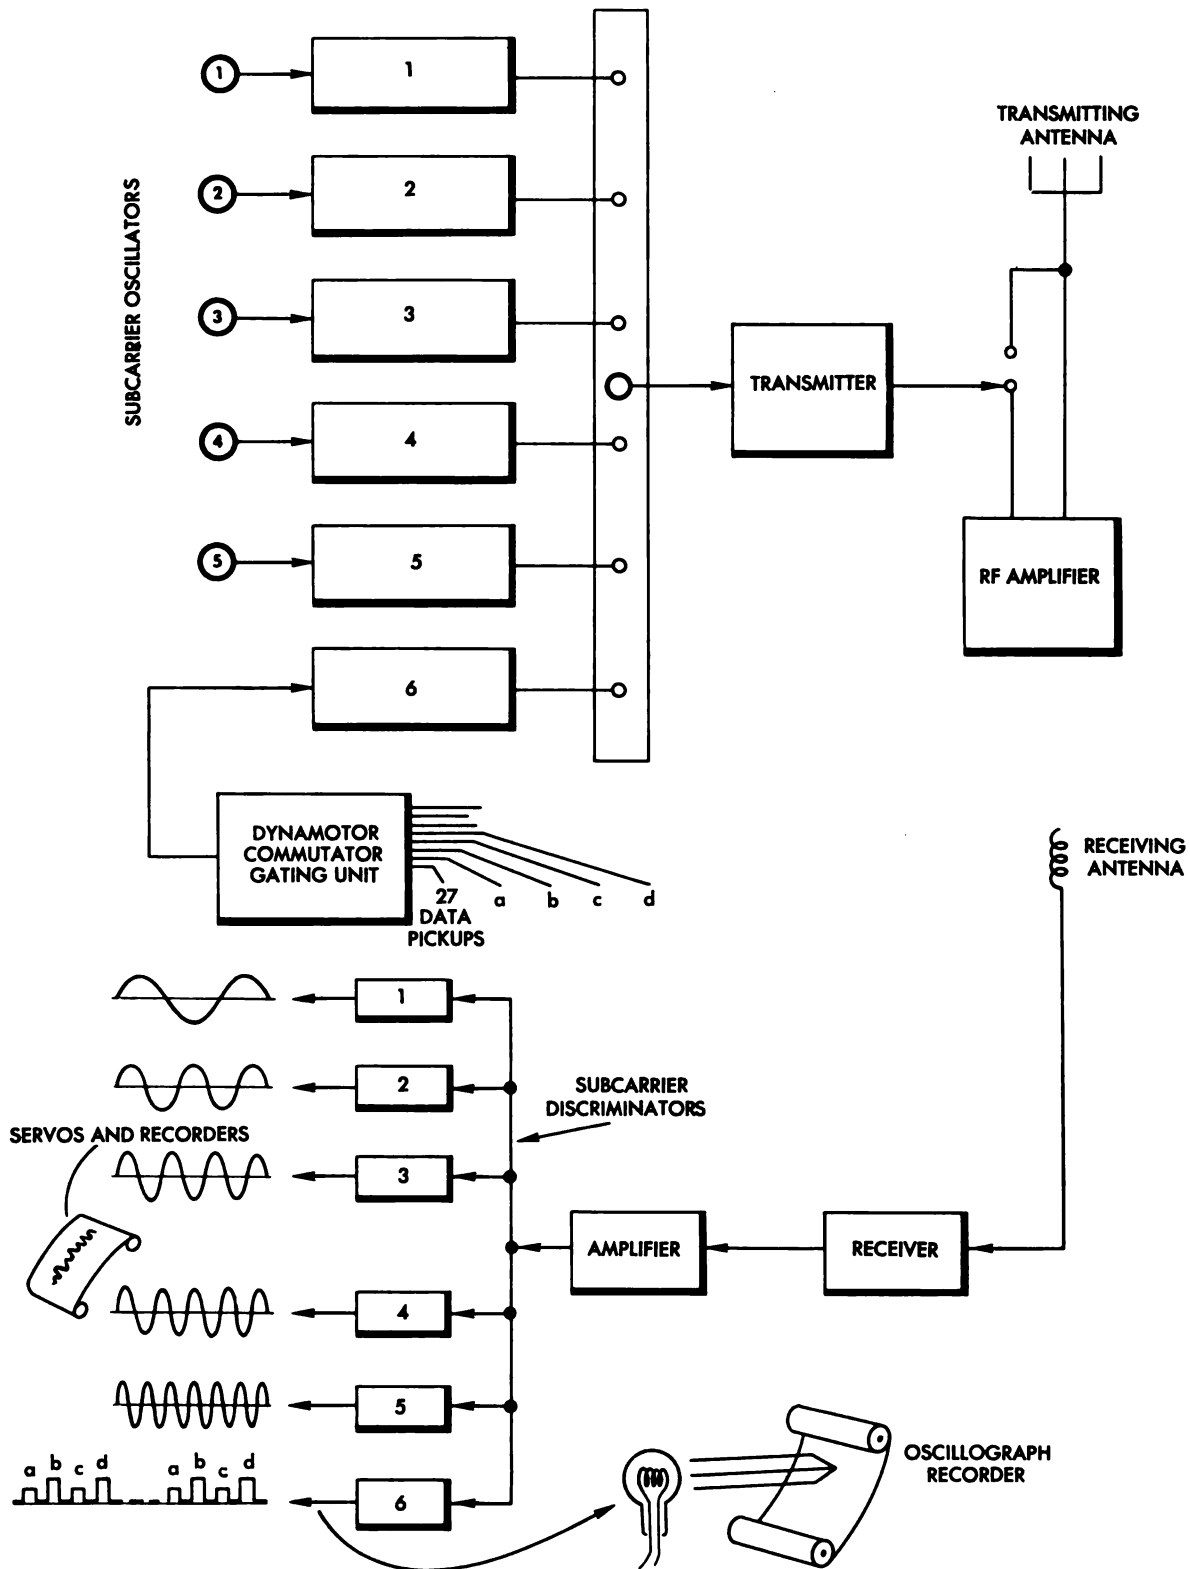 1
1
TRANSMITTING
ANTENNA
2
2
SUBCARRIER OSCILLATORS
3
3
TRANSMITTER
4
4
5
5
RF AMPLIFIER
6
DYNAMOTOR
COMMUTATOR
GATING UNIT
27
DATA
PICKUPS
a
b
c
d
RECEIVING
ANTENNA
1
2
SUBCARRIER
DISCRIMINATORS
SERVOS AND RECORDERS
3
AMPLIFIER
RECEIVER
4
5
a b c d a b c d
6
OSCILLOGRAPH
RECORDER